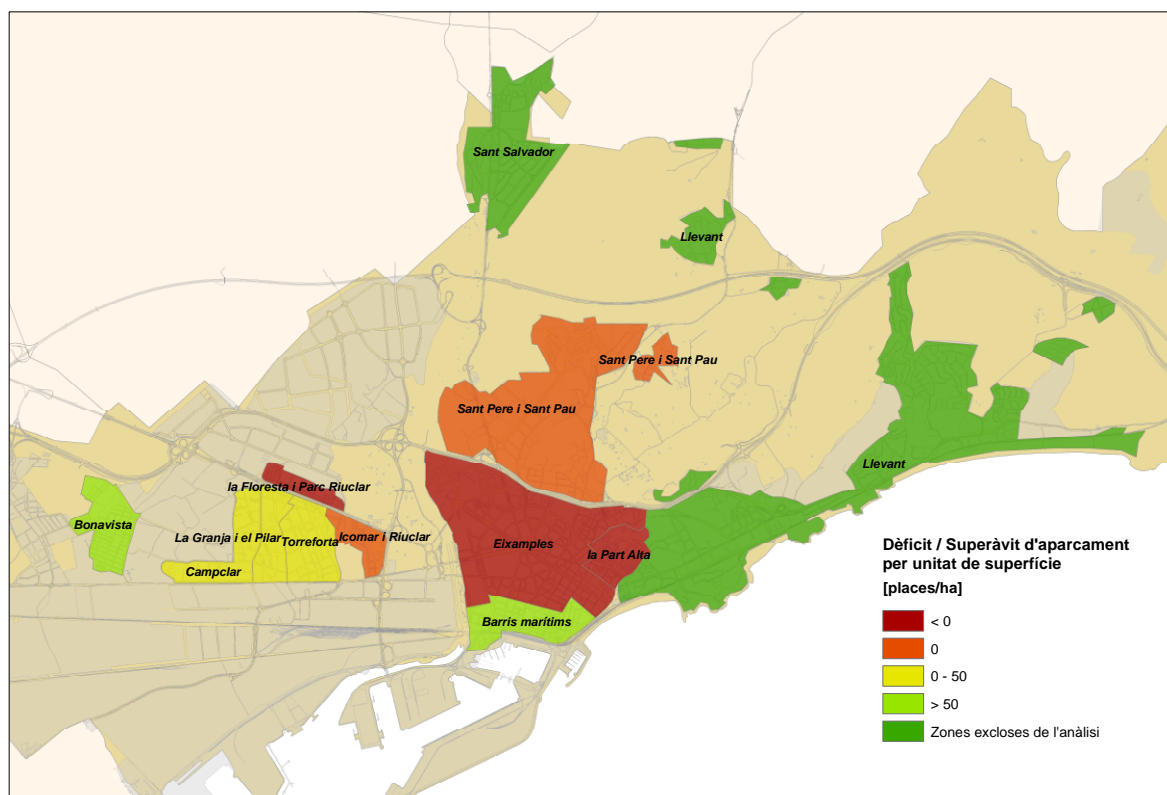 Sant Salvador
Llevant
Sant Pere i Sant Pau
Sant Pere i Sant Pau
Llevant
la Floresta i Parc Riuclar
Bonavista
La Granja i el Pilar
Torreforta
Icomar i Riuclar
Eixamples
la Part Alta
Campclar
Barris marítims
Dèficit / Superàvit d'aparcament
per unitat de superfície
[places/ha]
< 0
0
0 - 50
> 50
Zones excloses de l'anàlisi